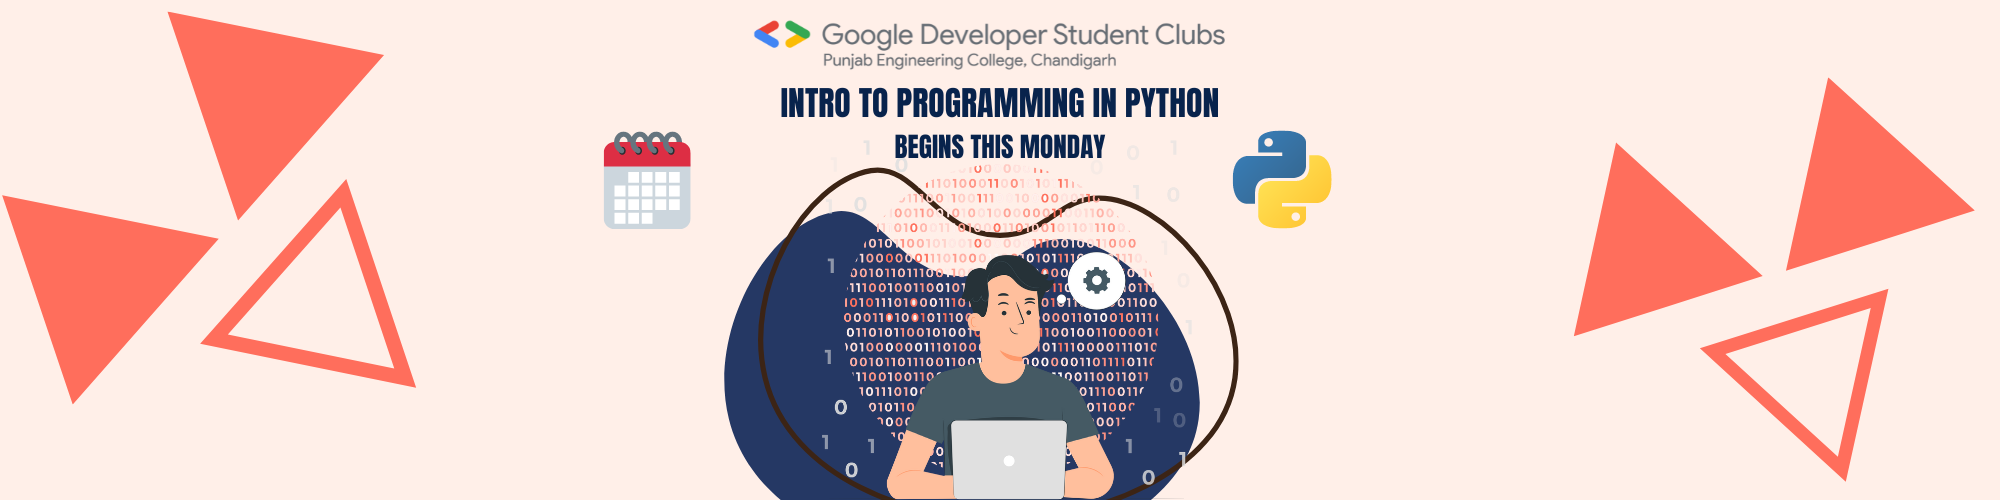 Google Developer Student Clubs
Punjab Engineering College, Chandigarh
INTRO TO PROGRAMMING IN PYTHON
BEGINS THIS MONDAY